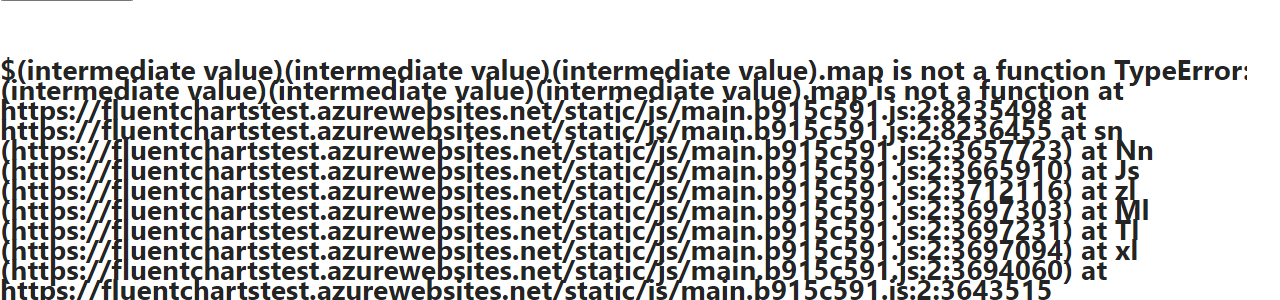 $(intermediate value)(intermediate value)(intermediate value).map is not a function TypeError:
(intermediate value)(intermediate value)(intermediate value).map is not a function at
https://fluentchartstest.azurewebsites.net/static/js/main.b915c591.js:2:8235498 at
https://fluentchartstest.azurewebsites.net/static/js/main.b915c591.js:2:8236455 at sn
(https://fluentchartstest.azurewebsites.net/static/js/main.b915c591.js:2:3657723) at Nn
(https://fluentchartstest.azurewebsites.net/static/js/main.b915c591.js:2:3665910) at Js
(https://fluentchartstest.azurewebsites.net/static/js/main.b915c591.js:2:3712116) at zl
(https://fluentchartstest.azurewebsites.net/static/js/main.b915c591.js:2:3697303) at Ml
(https://fluentchartstest.azurewebsites.net/static/js/main.b915c591.js:2:3697231) at Tl
(https://fluentchartstest.azurewebsites.net/static/js/main.b915c591.js:2:3697094) at xl
(https://fluentchartstest.azurewebsites.net/static/js/main.b915c591.js:2:3694060) at
https://fluentchartstest.azurewebsites.net/static/js/main.b915c591.js:2:3643515